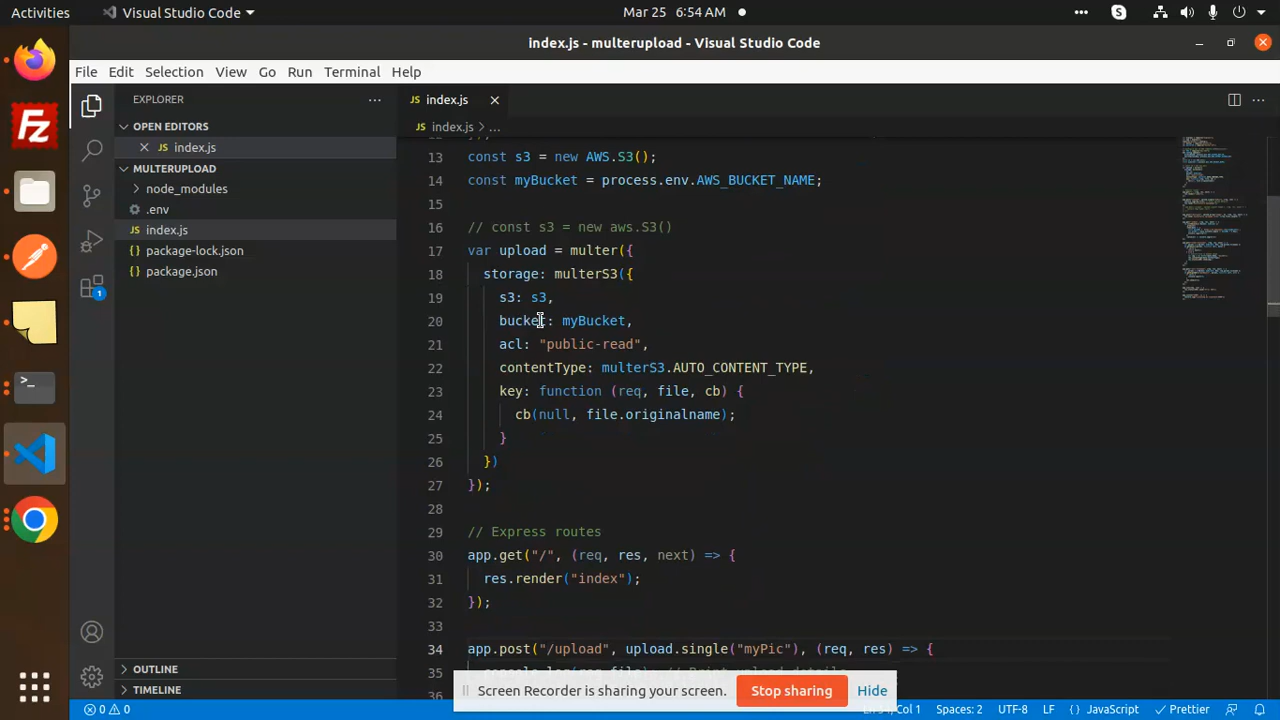 Activities
Visual Studio Code
Mar 25 6:54 AM
index.js - multerupload - Visual Studio Code
File Edit Selection View Go Run Terminal Help
EXPLORER
OPEN EDITORS
index.js
MULTERUPLOAD
node_modules
.env
index.js
package-lock.json
package.json
OUTLINE
TIMELINE
1
index.js
index.js > ...
13 const s3 = new AWS.S3();
14 const myBucket = process.env.AWS_BUCKET_NAME;
15
16 // const s3 = new aws.S3()
17 var upload = multer({
18 storage: multerS3({
19 s3: s3,
20 bucket: myBucket,
21 acl: "public-read",
22 contentType: multerS3.AUTO_CONTENT_TYPE,
23 key: function (req, file, cb) {
24 cb(null, file.originalname);
25 }
26 })
27 });
28
29 // Express routes
30 app.get("/", (req, res, next) => {
31 res.render("index");
32 });
33
34 app.post("/upload", upload.single("myPic"), (req, res) => {
35
Screen Recorder is sharing your screen. Stop sharing Hide
0 0
Spaces: 2 UTF-8 LF { } JavaScript Prettier